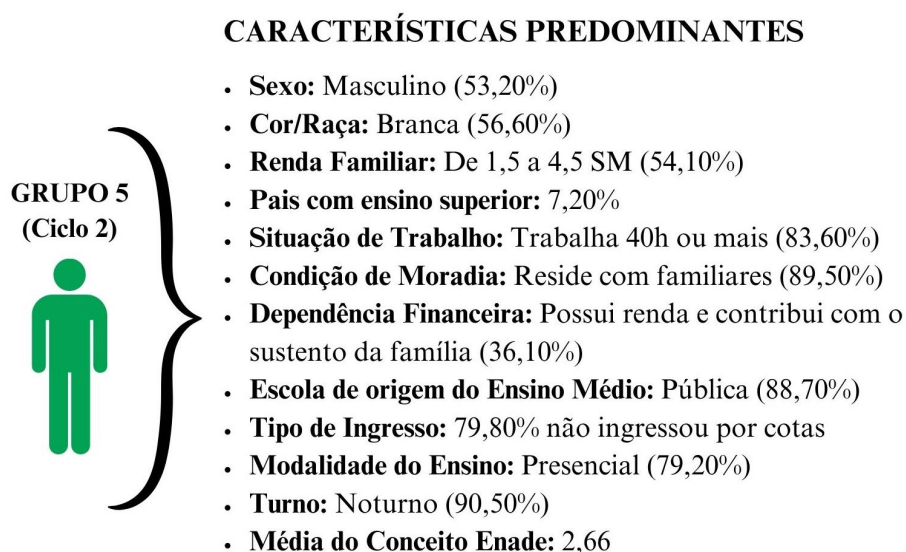 CARACTERÍSTICAS PREDOMINANTES
GRUPO 5
(Ciclo 2)
• Sexo: Masculino (53,20%)
• Cor/Raça: Branca (56,60%)
• Renda Familiar: De 1,5 a 4,5 SM (54,10%)
• Pais com ensino superior: 7,20%
• Situação de Trabalho: Trabalha 40h ou mais (83,60%)
• Condição de Moradia: Reside com familiares (89,50%)
• Dependência Financeira: Possui renda e contribui com o
sustento da família (36,10%)
• Escola de origem do Ensino Médio: Pública (88,70%)
• Tipo de Ingresso: 79,80% não ingressou por cotas
• Modalidade do Ensino: Presencial (79,20%)
• Turno: Noturno (90,50%)
• Média do Conceito Enade: 2,66